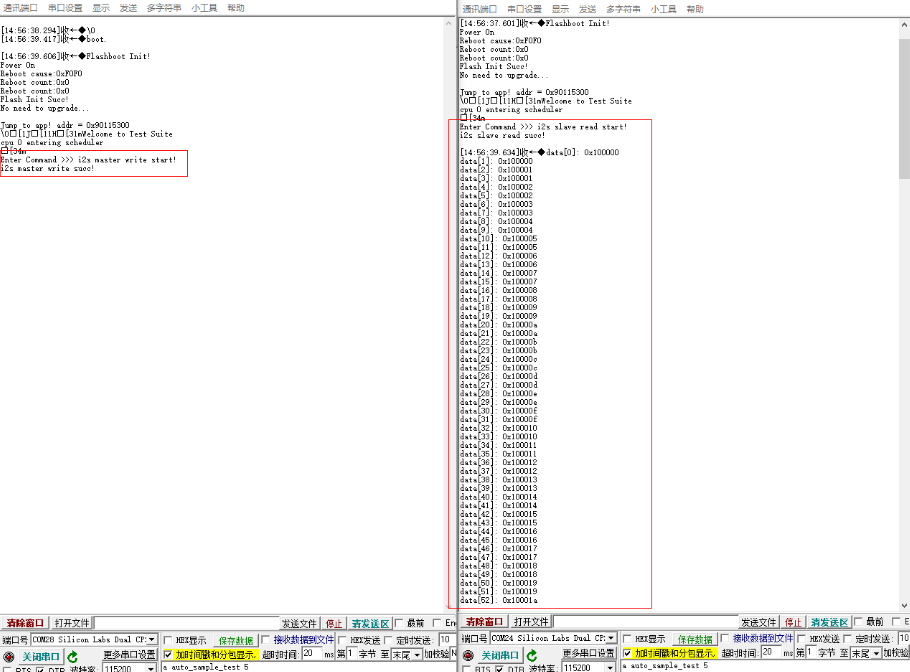 通讯端口 串口设置 显示 发送 多字符串 小工具 帮助
[14:56:38.294]收←◆\0
[14:56:39.417]收←◆boot.
[14:56:39.606]收←◆Flashboot Init!
Power On
Reboot cause:0xF0F0
Reboot count:0x0
Reboot count:0x0
Flash Init Succ!
No need to upgrade...
Jump to app! addr = 0x90115300
\0□[1J□[11H□[31mWelcome to Test Suite
cpu 0 entering scheduler
□[34m
Enter Command >>> i2s master write start!
i2s master write succ!
清除窗口 打开文件 发送文件 停止 清发送区 最前 En
端口号 COM28 Silicon Labs Dual CP: HEX显示 保存数据 接收数据到文件 HEX发送 定时发送: 10
关闭串口 更多串口设置 加时间戳和分包显示. 超时时间: 20 ms 第1 字节 至 末尾 加校验N
RTS DTR 波特率: 115200 a auto_sample_test 5
通讯端口 串口设置 显示 发送 多字符串 小工具 帮助
[14:56:37.601]收←◆Flashboot Init!
Power On
Reboot cause:0xF0F0
Reboot count:0x0
Reboot count:0x0
Flash Init Succ!
No need to upgrade...
Jump to app! addr = 0x90115300
\0□[1J□[11H□[31mWelcome to Test Suite
cpu 0 entering scheduler
□[34m
Enter Command >>> i2s slave read start!
i2s slave read succ!
[14:56:39.634]收←◆data[0]: 0x100000
data[1]: 0x100000
data[2]: 0x100001
data[3]: 0x100001
data[4]: 0x100002
data[5]: 0x100002
data[6]: 0x100003
data[7]: 0x100003
data[8]: 0x100004
data[9]: 0x100004
data[10]: 0x100005
data[11]: 0x100005
data[12]: 0x100006
data[13]: 0x100006
data[14]: 0x100007
data[15]: 0x100007
data[16]: 0x100008
data[17]: 0x100008
data[18]: 0x100009
data[19]: 0x100009
data[20]: 0x10000a
data[21]: 0x10000a
data[22]: 0x10000b
data[23]: 0x10000b
data[24]: 0x10000c
data[25]: 0x10000c
data[26]: 0x10000d
data[27]: 0x10000d
data[28]: 0x10000e
data[29]: 0x10000e
data[30]: 0x10000f
data[31]: 0x10000f
data[32]: 0x100010
data[33]: 0x100010
data[34]: 0x100011
data[35]: 0x100011
data[36]: 0x100012
data[37]: 0x100012
data[38]: 0x100013
data[39]: 0x100013
data[40]: 0x100014
data[41]: 0x100014
data[42]: 0x100015
data[43]: 0x100015
data[44]: 0x100016
data[45]: 0x100016
data[46]: 0x100017
data[47]: 0x100017
data[48]: 0x100018
data[49]: 0x100018
data[50]: 0x100019
data[51]: 0x100019
data[52]: 0x10001a
清除窗口 打开文件 发送文件 停止 清发送区 最前 E
端口号 COM24 Silicon Labs Dual CP: HEX显示 保存数据 接收数据到文件 HEX发送 定时发送: 10
关闭串口 更多串口设置 加时间戳和分包显示. 超时时间: 20 ms 第1 字节 至 末尾 加校验
RTS DTR 波特率: 115200 a auto_sample_test 5